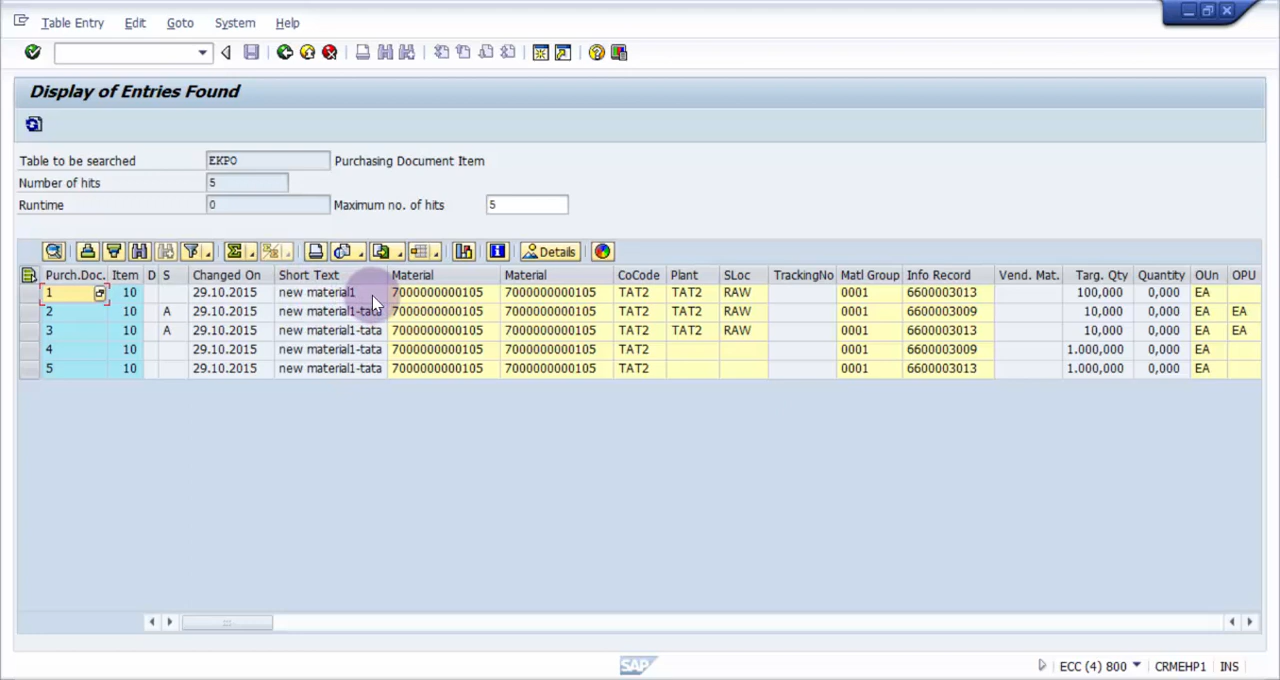 Table Entry Edit Goto System Help
Display of Entries Found
Table to be searched EKPO Purchasing Document Item
Number of hits 5
Runtime 0 Maximum no. of hits 5
Details
Purch.Doc. Item D S Changed On Short Text Material Material CoCode Plant SLoc TrackingNo Matl Group Info Record Vend. Mat. Targ. Qty Quantity OUn OPU
1 10 29.10.2015 new material1 7000000000105 7000000000105 TAT2 TAT2 RAW 0001 6600003013 100,000 0,000 EA
2 10 A 29.10.2015 new material1-tata 7000000000105 7000000000105 TAT2 TAT2 RAW 0001 6600003009 10,000 0,000 EA EA
3 10 A 29.10.2015 new material1-tata 7000000000105 7000000000105 TAT2 TAT2 RAW 0001 6600003013 10,000 0,000 EA EA
4 10 29.10.2015 new material1-tata 7000000000105 7000000000105 TAT2 0001 6600003009 1.000,000 0,000 EA
5 10 29.10.2015 new material1-tata 7000000000105 7000000000105 TAT2 0001 6600003013 1.000,000 0,000 EA
SAP ECC (4) 800 CRMEHP1 INS